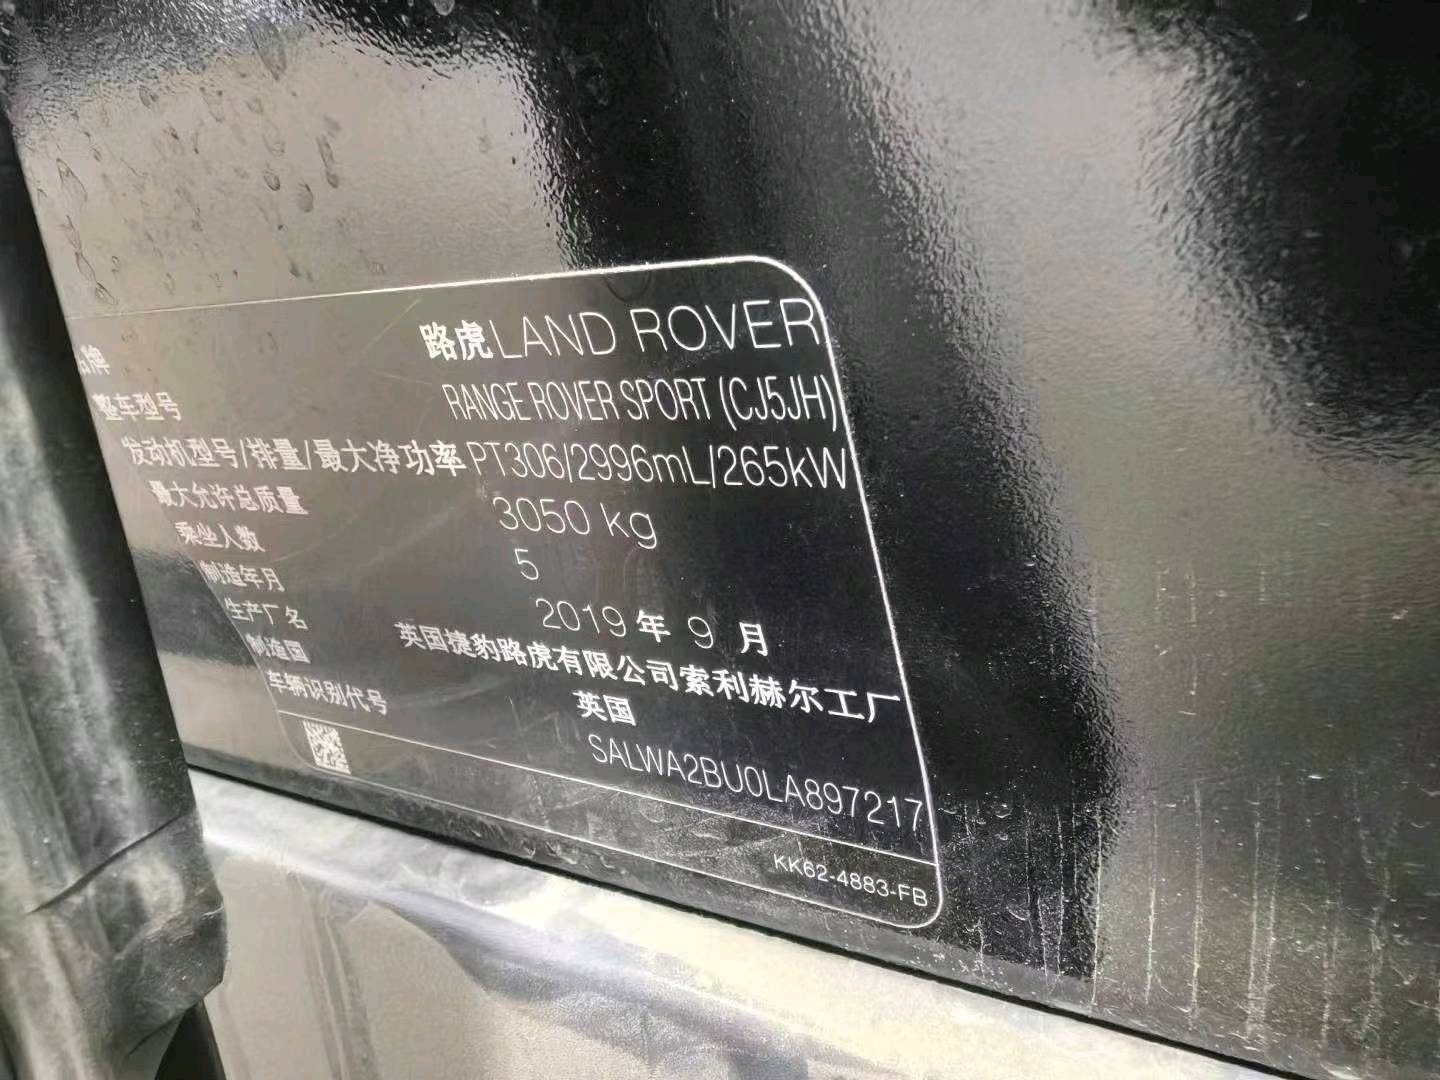 品牌 路虎LAND ROVER
整车型号 RANGE ROVER SPORT (CJ5JH)
发动机型号/排量/最大净功率 PT306/2996mL/265kW
最大允许总质量 3050 kg
乘坐人数 5
制造年月 2019 年 9 月
生产厂名 英国捷豹路虎有限公司索利赫尔工厂
制造国 英国
车辆识别代号 SALWA2BU0LA897217
KK62-4883-FB